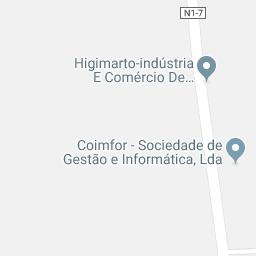 N1-7
Higimarto-indústria
E Comércio De...
Coimfor - Sociedade de
Gestão e Informática, Lda